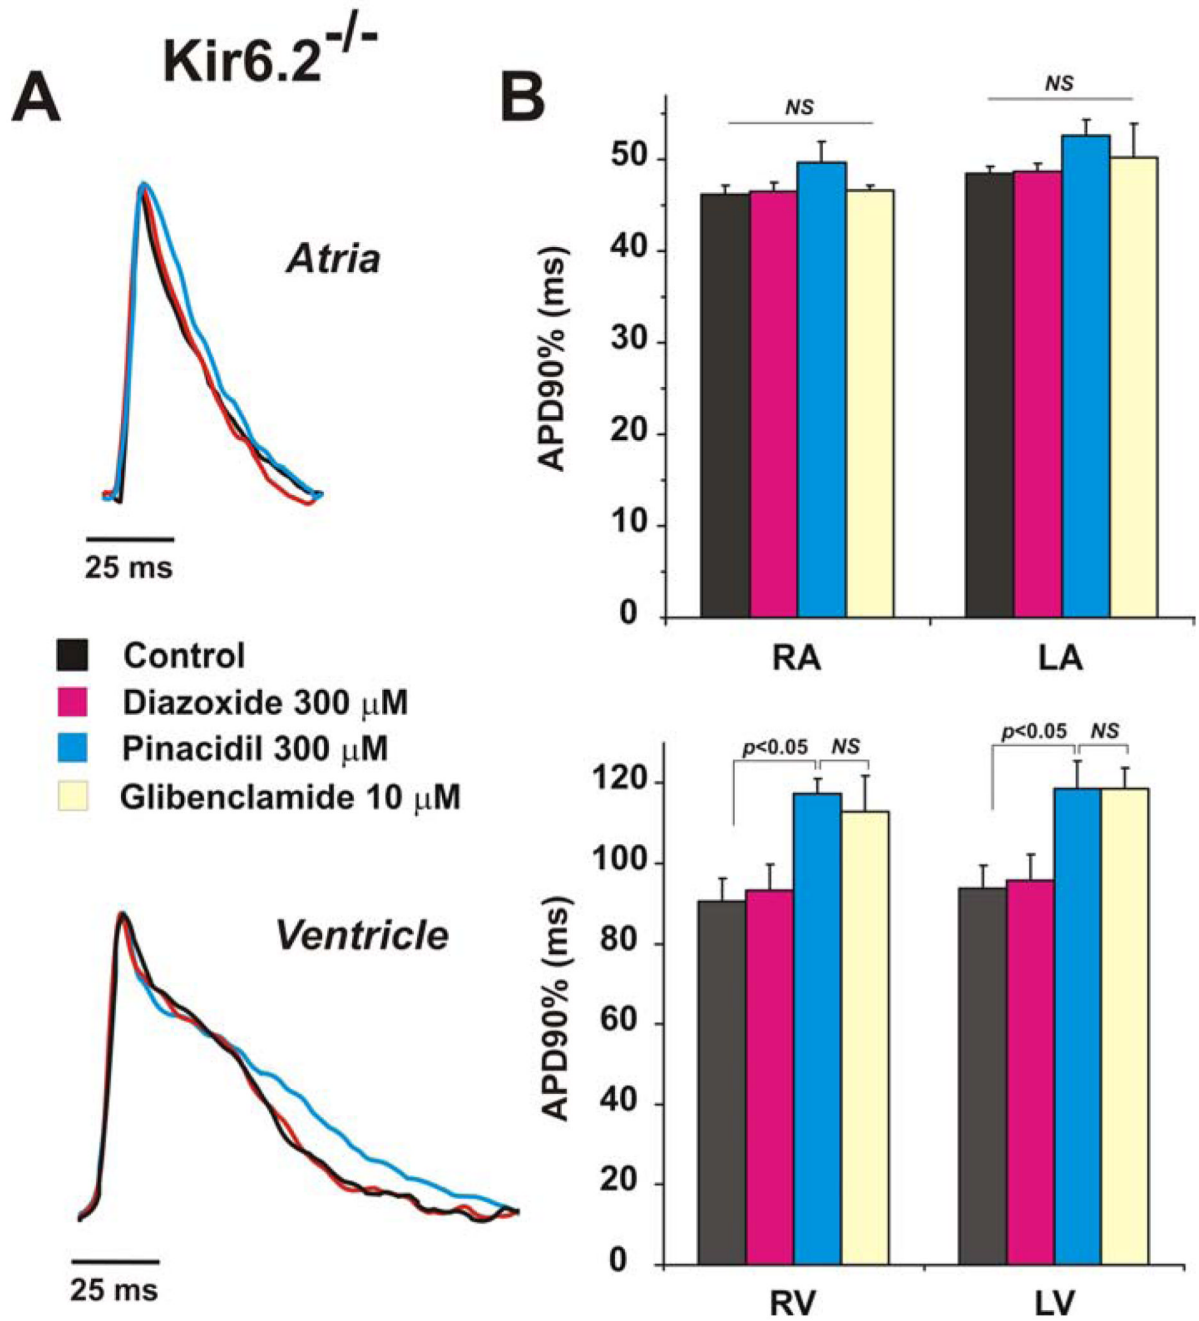 Kir6.2-/-
A
Atria
25 ms
Control
Diazoxide 300 μM
Pinacidil 300 μM
Glibenclamide 10 μM
Ventricle
25 ms
B
NS
NS
50
40
30
20
10
0
APD90% (ms)
RA
LA
p<0.05
NS
p<0.05
NS
120
100
80
60
40
20
0
APD90% (ms)
RV
LV